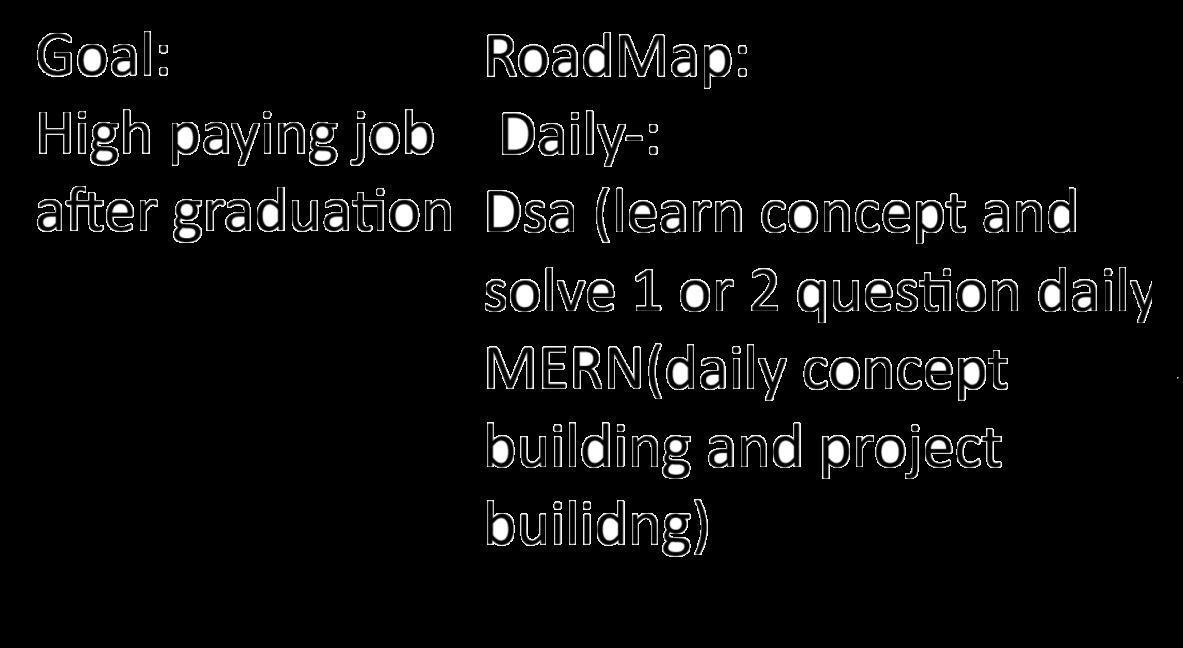 Goal:
High paying job
after graduation
RoadMap:
Daily-:
Dsa (learn concept and
solve 1 or 2 question daily
MERN(daily concept
building and project
builidng)